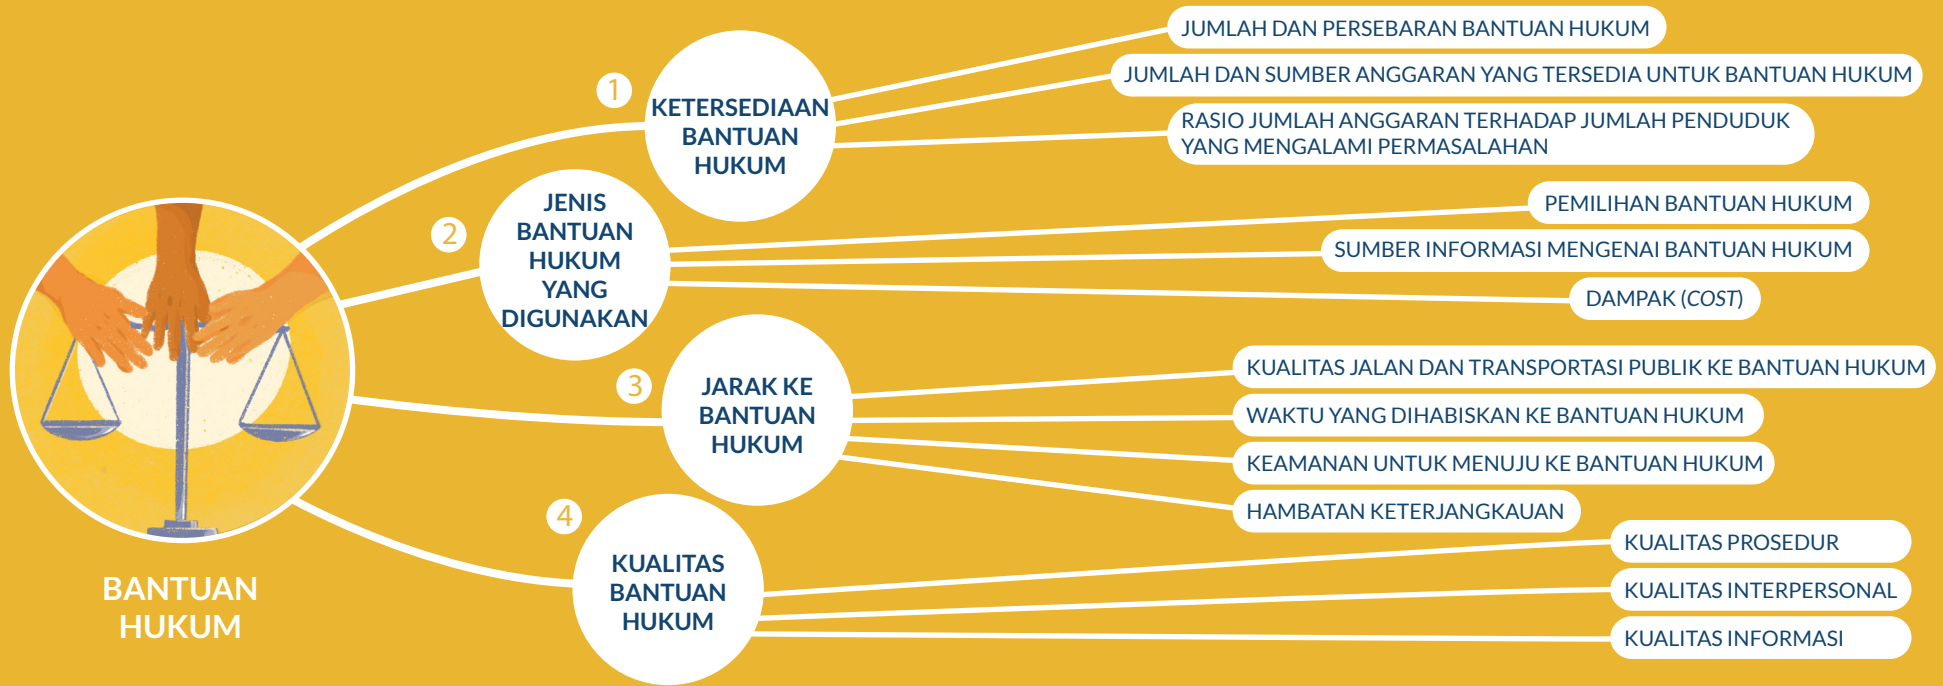 BANTUAN
HUKUM
1
KETERSEDIAAN
BANTUAN
HUKUM
JUMLAH DAN PERSEBARAN BANTUAN HUKUM
JUMLAH DAN SUMBER ANGGARAN YANG TERSEDIA UNTUK BANTUAN HUKUM
RASIO JUMLAH ANGGARAN TERHADAP JUMLAH PENDUDUK
YANG MENGALAMI PERMASALAHAN
2
JENIS
BANTUAN
HUKUM
YANG
DIGUNAKAN
PEMILIHAN BANTUAN HUKUM
SUMBER INFORMASI MENGENAI BANTUAN HUKUM
DAMPAK (COST)
3
JARAK KE
BANTUAN
HUKUM
KUALITAS JALAN DAN TRANSPORTASI PUBLIK KE BANTUAN HUKUM
WAKTU YANG DIHABISKAN KE BANTUAN HUKUM
KEAMANAN UNTUK MENUJU KE BANTUAN HUKUM
HAMBATAN KETERJANGKAUAN
4
KUALITAS
BANTUAN
HUKUM
KUALITAS PROSEDUR
KUALITAS INTERPERSONAL
KUALITAS INFORMASI